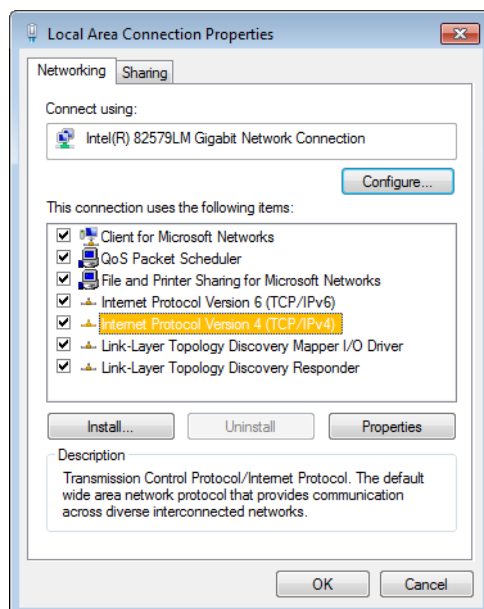 Local Area Connection Properties
Networking
Sharing
Connect using:
Intel(R) 82579LM Gigabit Network Connection
Configure...
This connection uses the following items:
Client for Microsoft Networks
QoS Packet Scheduler
File and Printer Sharing for Microsoft Networks
Internet Protocol Version 6 (TCP/IPv6)
Internet Protocol Version 4 (TCP/IPv4)
Link-Layer Topology Discovery Mapper I/O Driver
Link-Layer Topology Discovery Responder
Install...
Uninstall
Properties
Description
Transmission Control Protocol/Internet Protocol. The default
wide area network protocol that provides communication
across diverse interconnected networks.
OK
Cancel